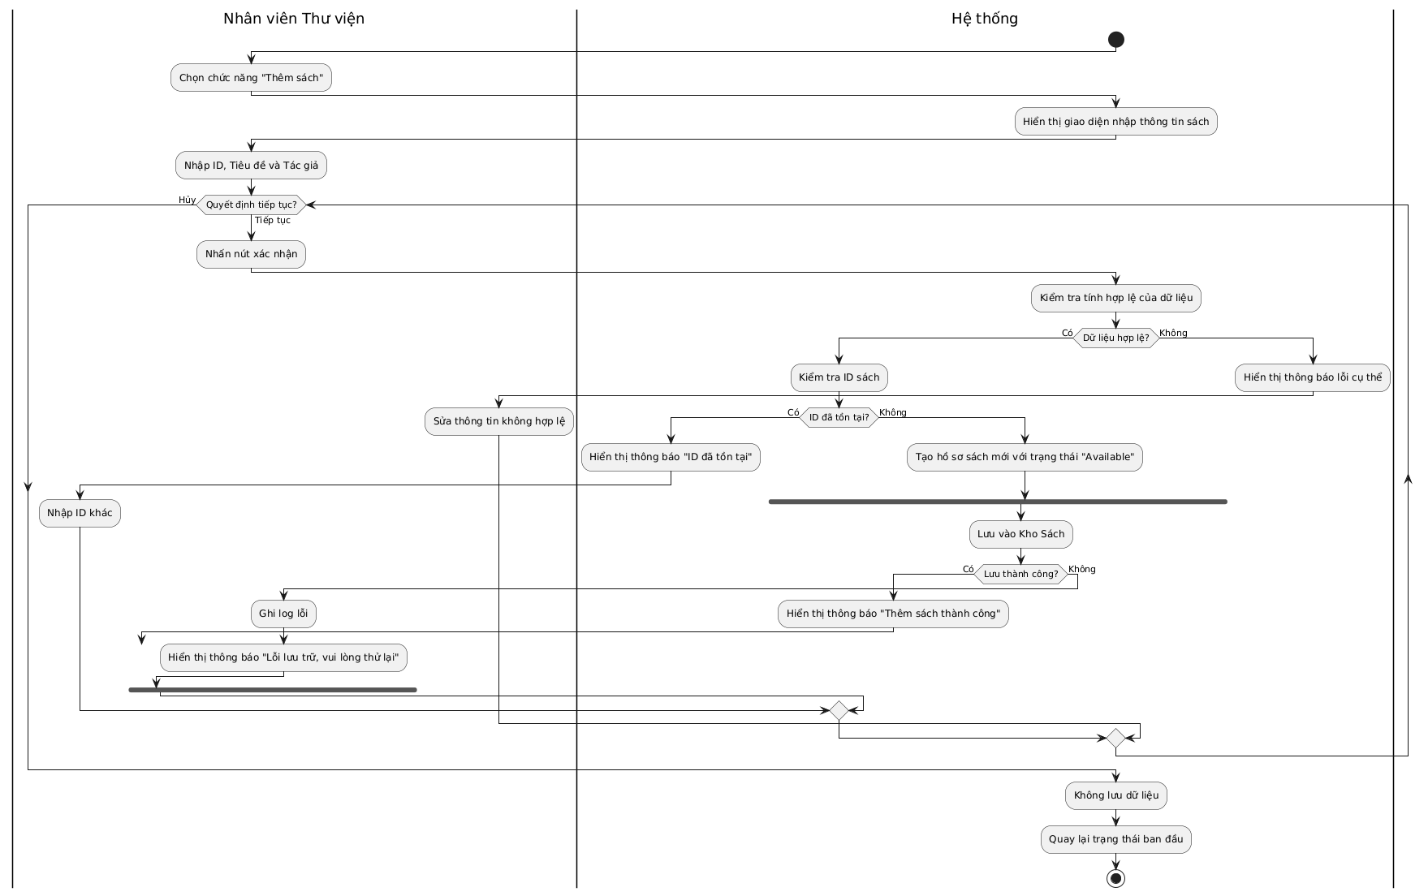 Nhân viên Thư viện
Hệ thống
Chọn chức năng "Thêm sách"
Hiển thị giao diện nhập thông tin sách
Nhập ID, Tiêu đề và Tác giả
Hủy
Quyết định tiếp tục?
Tiếp tục
Nhấn nút xác nhận
Kiểm tra tính hợp lệ của dữ liệu
Có
Dữ liệu hợp lệ?
Không
Kiểm tra ID sách
Hiển thị thông báo lỗi cụ thể
Sửa thông tin không hợp lệ
Có
ID đã tồn tại?
Không
Hiển thị thông báo "ID đã tồn tại"
Tạo hồ sơ sách mới với trạng thái "Available"
Nhập ID khác
Lưu vào Kho Sách
Có
Lưu thành công?
Không
Ghi log lỗi
Hiển thị thông báo "Thêm sách thành công"
Hiển thị thông báo "Lỗi lưu trữ, vui lòng thử lại"
Không lưu dữ liệu
Quay lại trạng thái ban đầu